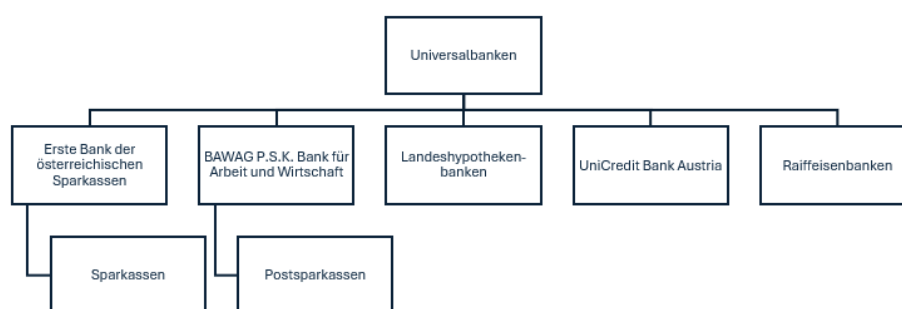 Universalbanken
Erste Bank der
österreichischen
Sparkassen
BAWAG P.S.K. Bank für
Arbeit und Wirtschaft
Landeshypotheken-
banken
UniCredit Bank Austria
Raiffeisenbanken
Sparkassen
Postsparkassen